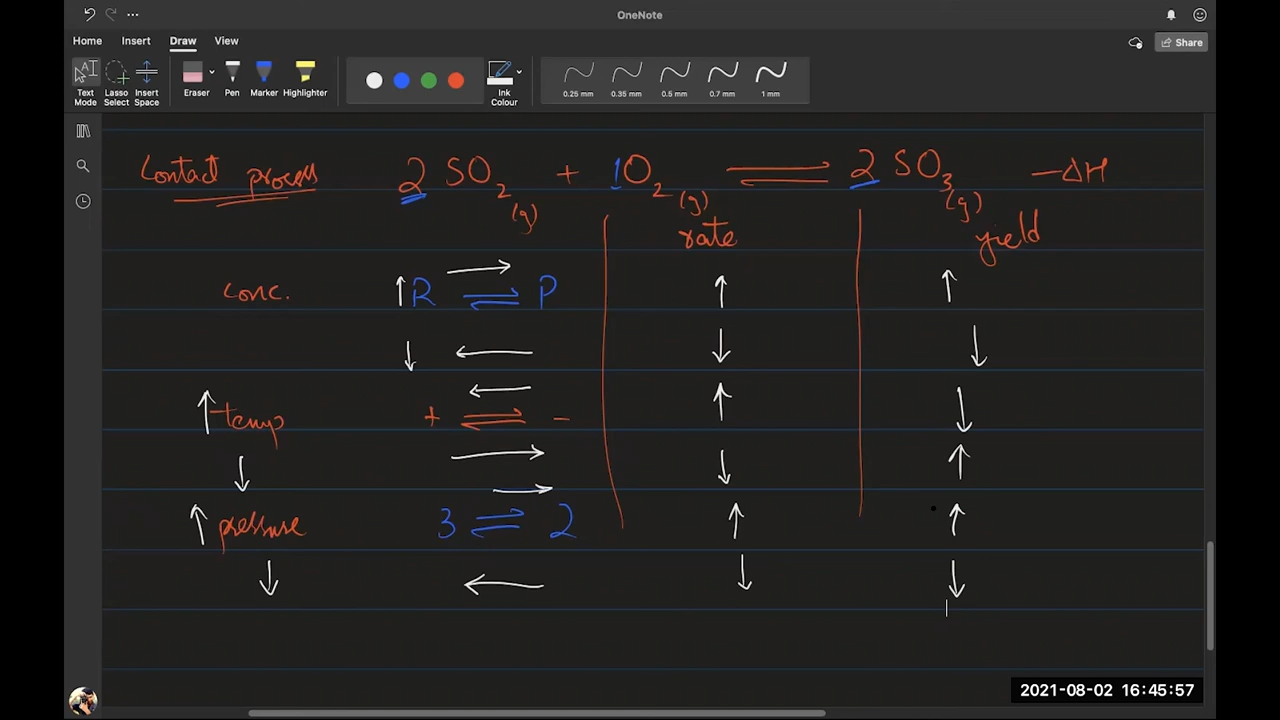 OneNote
Home Insert Draw View
Share
Text Mode
Lasso Select
Insert Space
Eraser
Pen
Marker
Highlighter
Ink Colour
0.25 mm
0.35 mm
0.5 mm
0.7 mm
1 mm
Contact process 2 SO₂(g) + 1O₂(g) ⇌ 2 SO₃(g) −ΔH
rate yield
conc. ↑R ⇌ P → ↑ ↑
↓ ← ↓ ↓
↑ temp + ⇌ − ← ↑ ↓
↓ → ↓ ↑
↑ pressure 3 ⇌ 2 → ↑ ↑
↓ ← ↓ ↓
2021-08-02 16:45:57